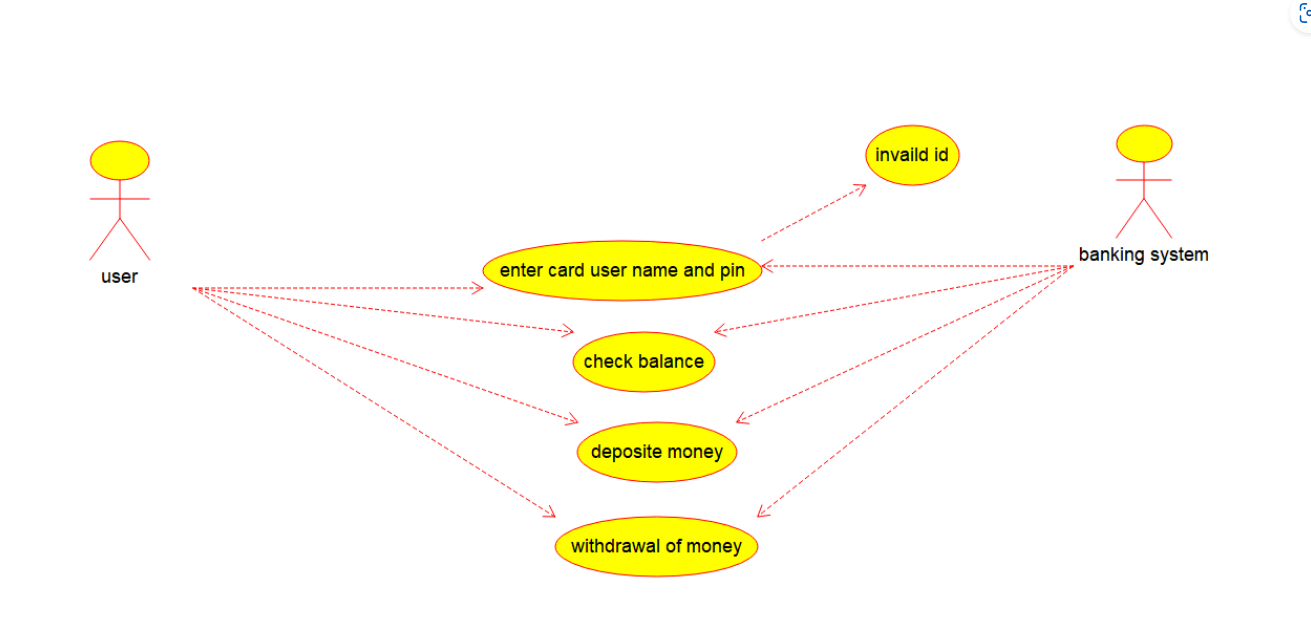 invaild id
banking system
user
enter card user name and pin
check balance
deposite money
withdrawal of money